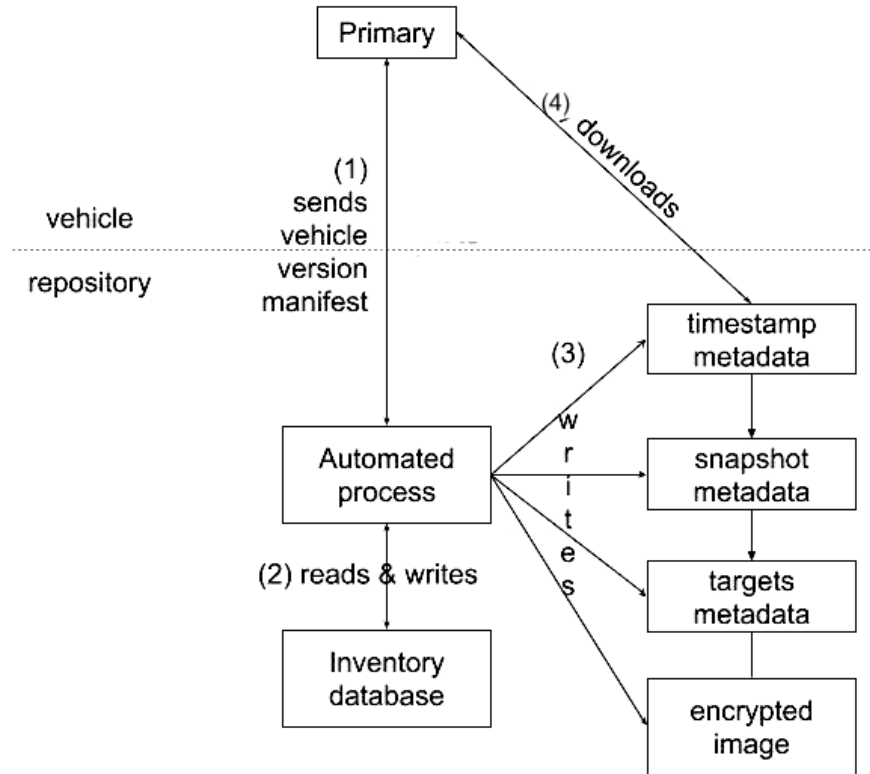 Primary
(4), downloads
(1)
sends
vehicle
version
manifest
vehicle
repository
timestamp
metadata
(3)
writes
Automated
process
snapshot
metadata
(2) reads & writes
targets
metadata
Inventory
database
encrypted
image